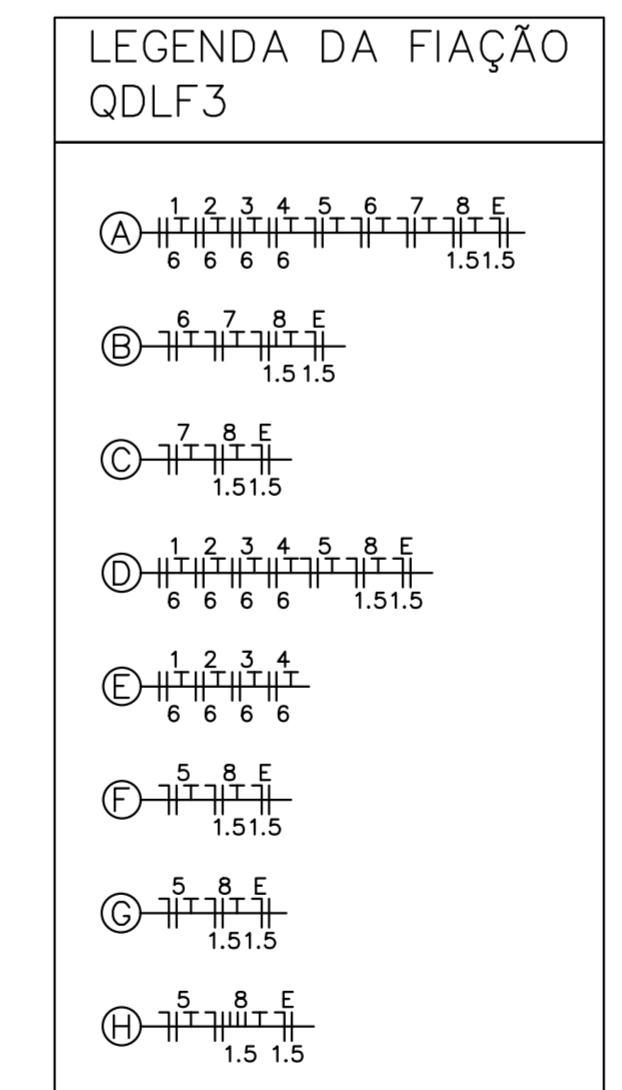 LEGENDA DA FIAÇÃO
QDLF3
1 2 3 4 5 6 7 8 E
A
6 6 6 6 1.5 1.5
6 7 8 E
B
1.5 1.5
7 8 E
C
1.5 1.5
1 2 3 4 5 8 E
D
6 6 6 6 1.5 1.5
1 2 3 4
E
6 6 6 6
5 8 E
F
1.5 1.5
5 8 E
G
1.5 1.5
5 8 E
H
1.5 1.5